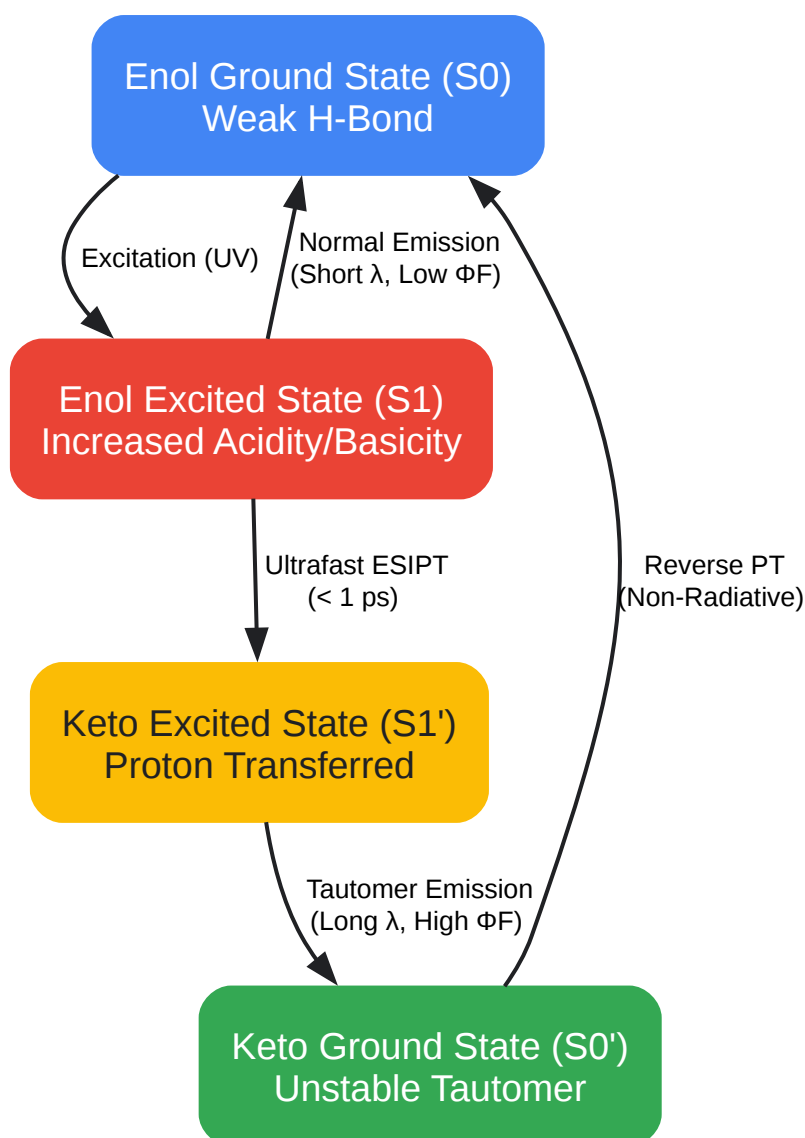 Enol Ground State (S0)
Weak H-Bond
Excitation (UV)
Normal Emission
(Short λ, Low ΦF)
Enol Excited State (S1)
Increased Acidity/Basicity
Ultrafast ESIPT
(< 1 ps)
Reverse PT
(Non-Radiative)
Keto Excited State (S1')
Proton Transferred
Tautomer Emission
(Long λ, High ΦF)
Keto Ground State (S0')
Unstable Tautomer